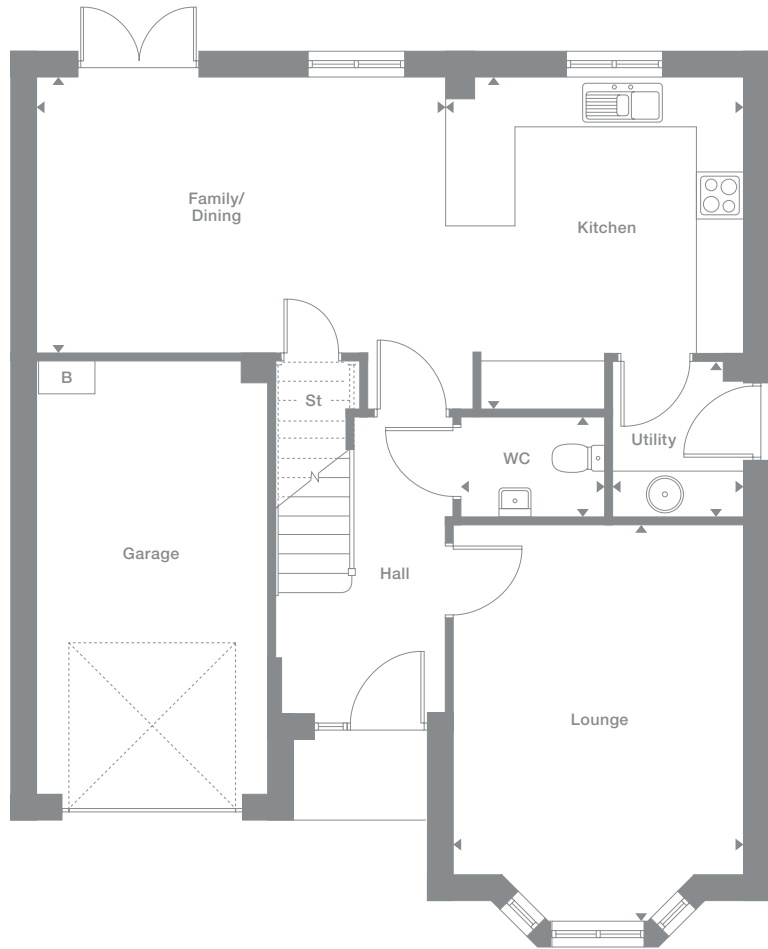 Family/
Dining
Kitchen
B
St
Utility
WC
Garage
Hall
Lounge